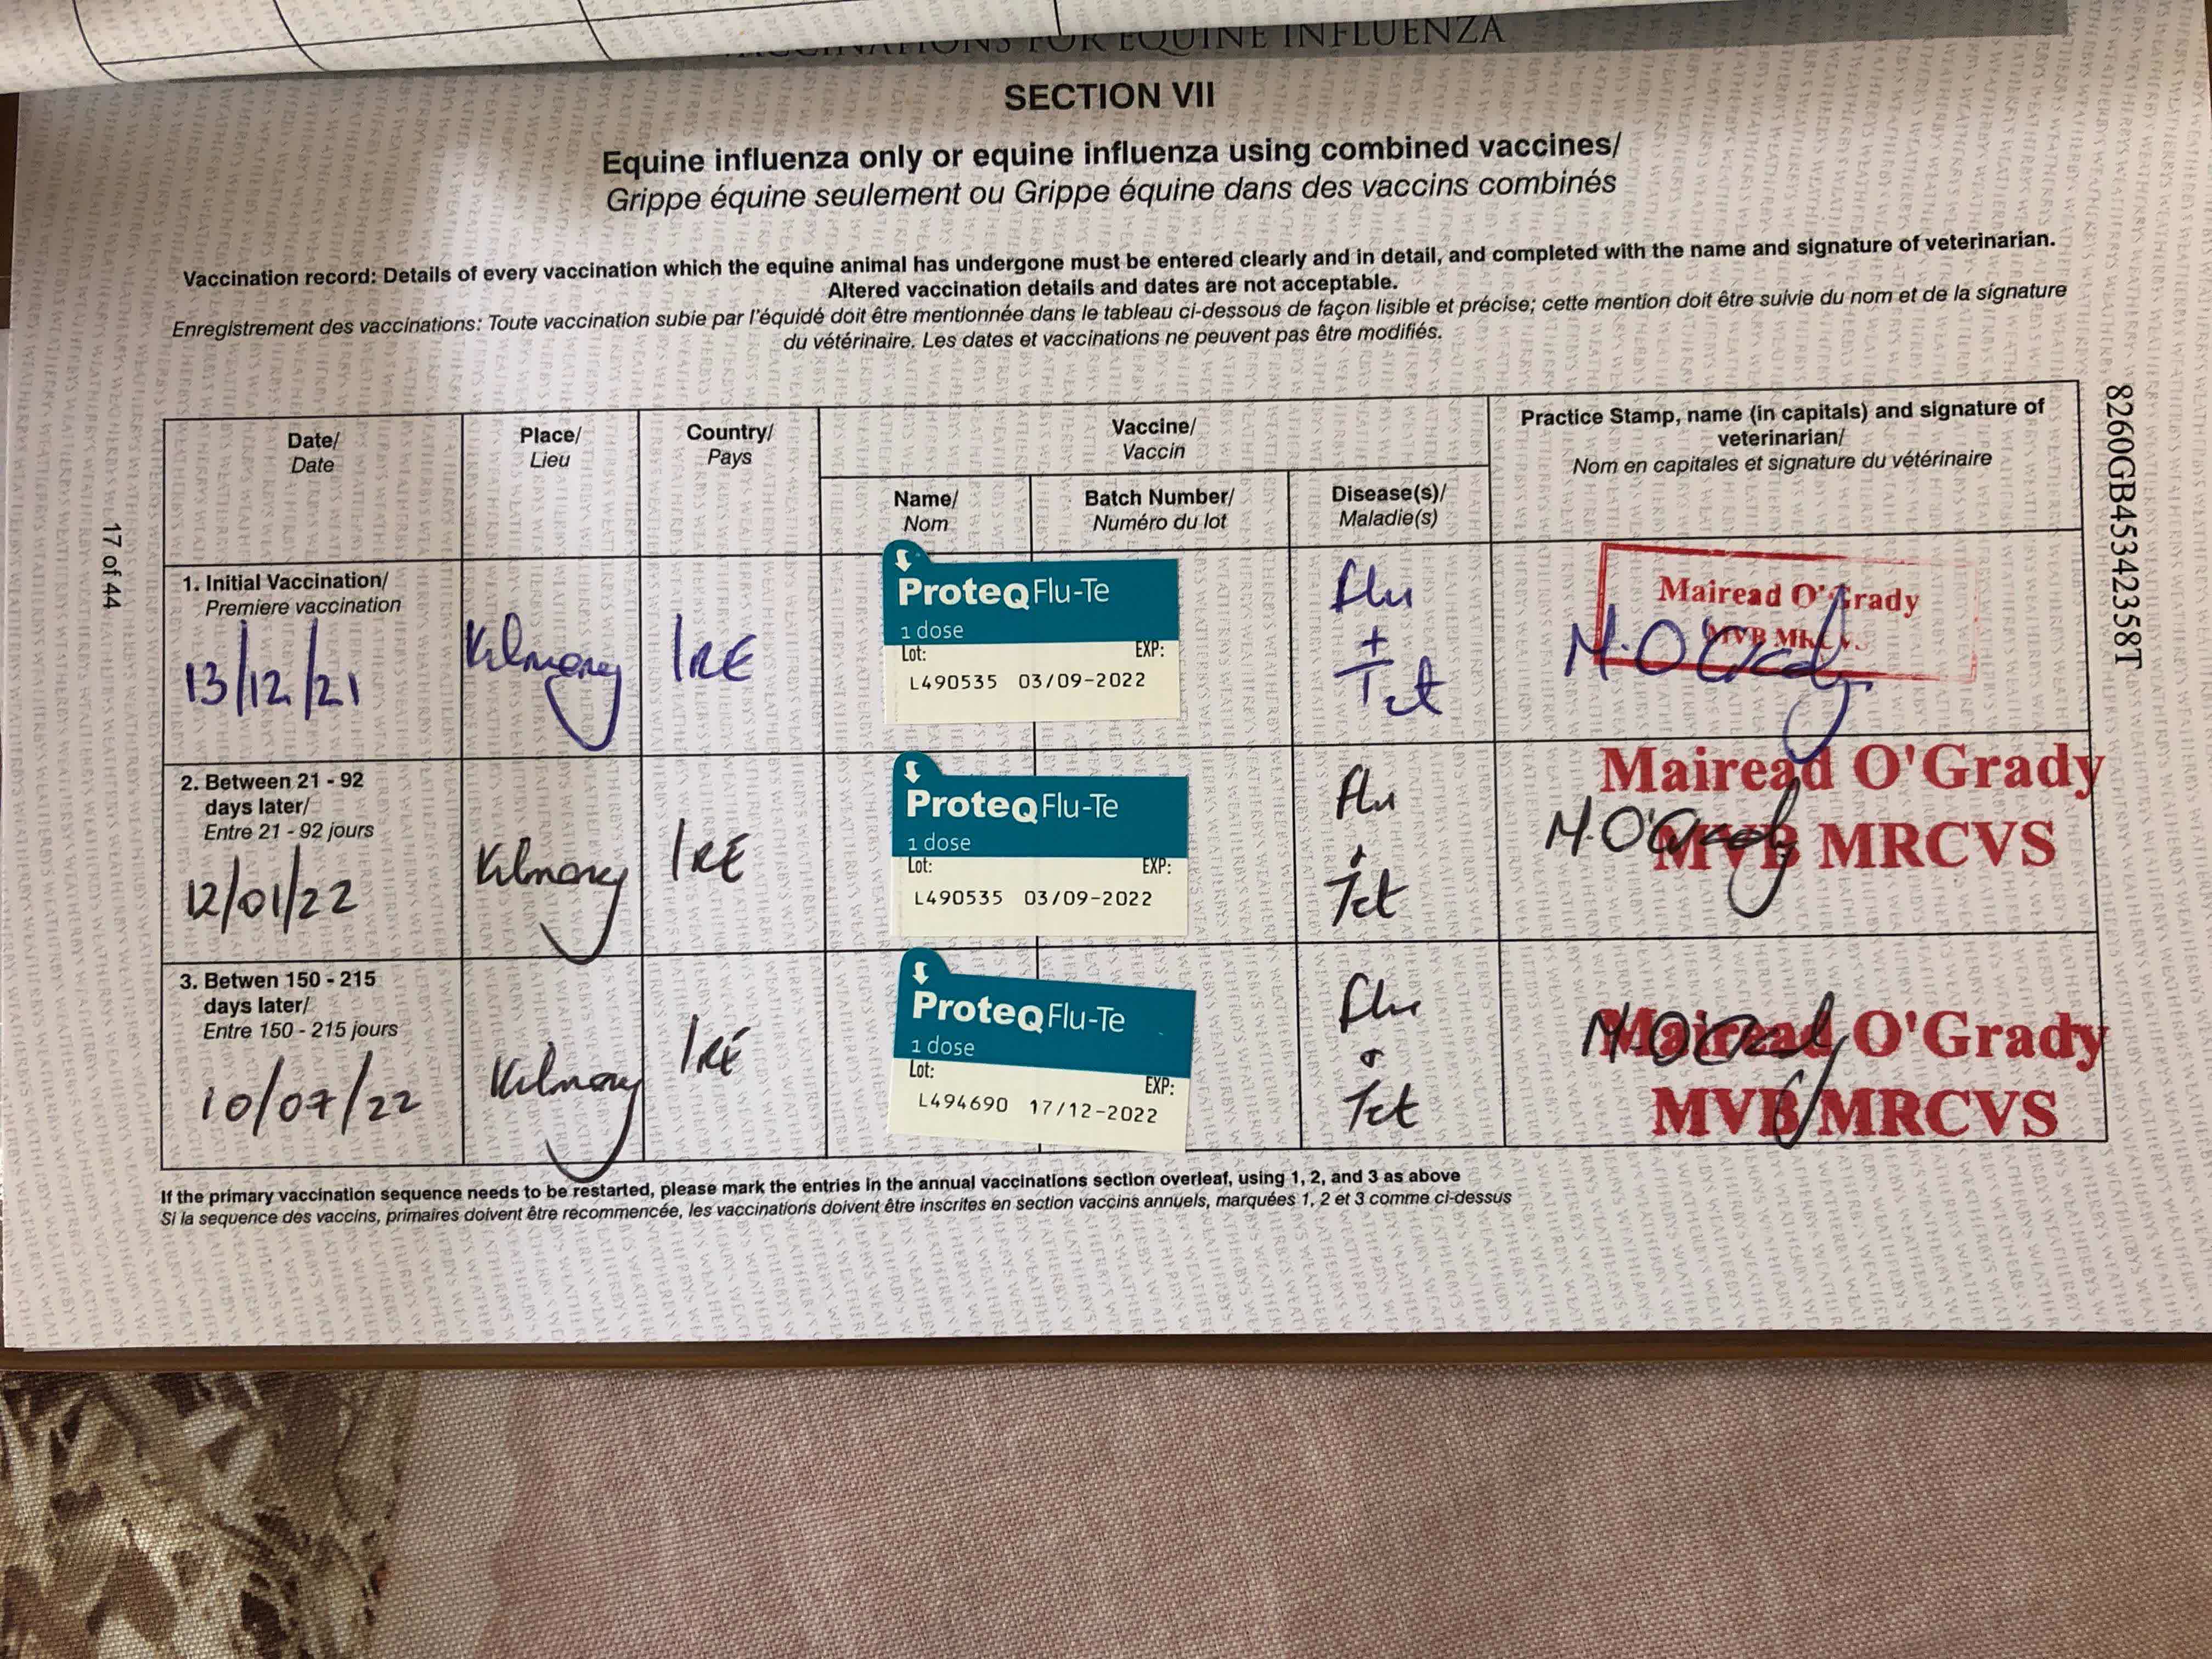 VACCINATIONS FOR EQUINE INFLUENZA
SECTION VII
Equine influenza only or equine influenza using combined vaccines/
Grippe équine seulement ou Grippe équine dans des vaccins combinés
Vaccination record: Details of every vaccination which the equine animal has undergone must be entered clearly and in detail, and completed with the name and signature of veterinarian.
Altered vaccination details and dates are not acceptable.
Enregistrement des vaccinations: Toute vaccination subie par l'équidé doit être mentionnée dans le tableau ci-dessous de façon lisible et précise; cette mention doit être suivie du nom et de la signature
du vétérinaire. Les dates et vaccinations ne peuvent pas être modifiés.
Date/
Date
Place/
Lieu
Country/
Pays
Vaccine/
Vaccin
Name/
Nom
Batch Number/
Numéro du lot
Disease(s)/
Maladie(s)
Practice Stamp, name (in capitals) and signature of
veterinarian/
Nom en capitales et signature du vétérinaire
1. Initial Vaccination/
Premiere vaccination
13/12/21
Kilmoney
IRE
ProteQ Flu-Te
1 dose
Lot: EXP:
L490535 03/09-2022
Flu
+
Tet
Mairead O'Grady
MVB MRCVS
M. O'Grady
2. Between 21 - 92
days later/
Entre 21 - 92 jours
12/01/22
Kilmoney
IRE
ProteQ Flu-Te
1 dose
Lot: EXP:
L490535 03/09-2022
Flu
+
Tet
Mairead O'Grady
M. O'Grady
MVB MRCVS
3. Betwen 150 - 215
days later/
Entre 150 - 215 jours
10/07/22
Kilmoney
IRE
ProteQ Flu-Te
1 dose
Lot: EXP:
L494690 17/12-2022
Flu
+
Tet
M. O'Grady
Mairead O'Grady
MVB MRCVS
If the primary vaccination sequence needs to be restarted, please mark the entries in the annual vaccinations section overleaf, using 1, 2, and 3 as above
Si la sequence des vaccins, primaires doivent être recommencée, les vaccinations doivent être inscrites en section vaccins annuels, marquées 1, 2 et 3 comme ci-dessus
17 of 44
8260GB45342358T
WEATHERBYS